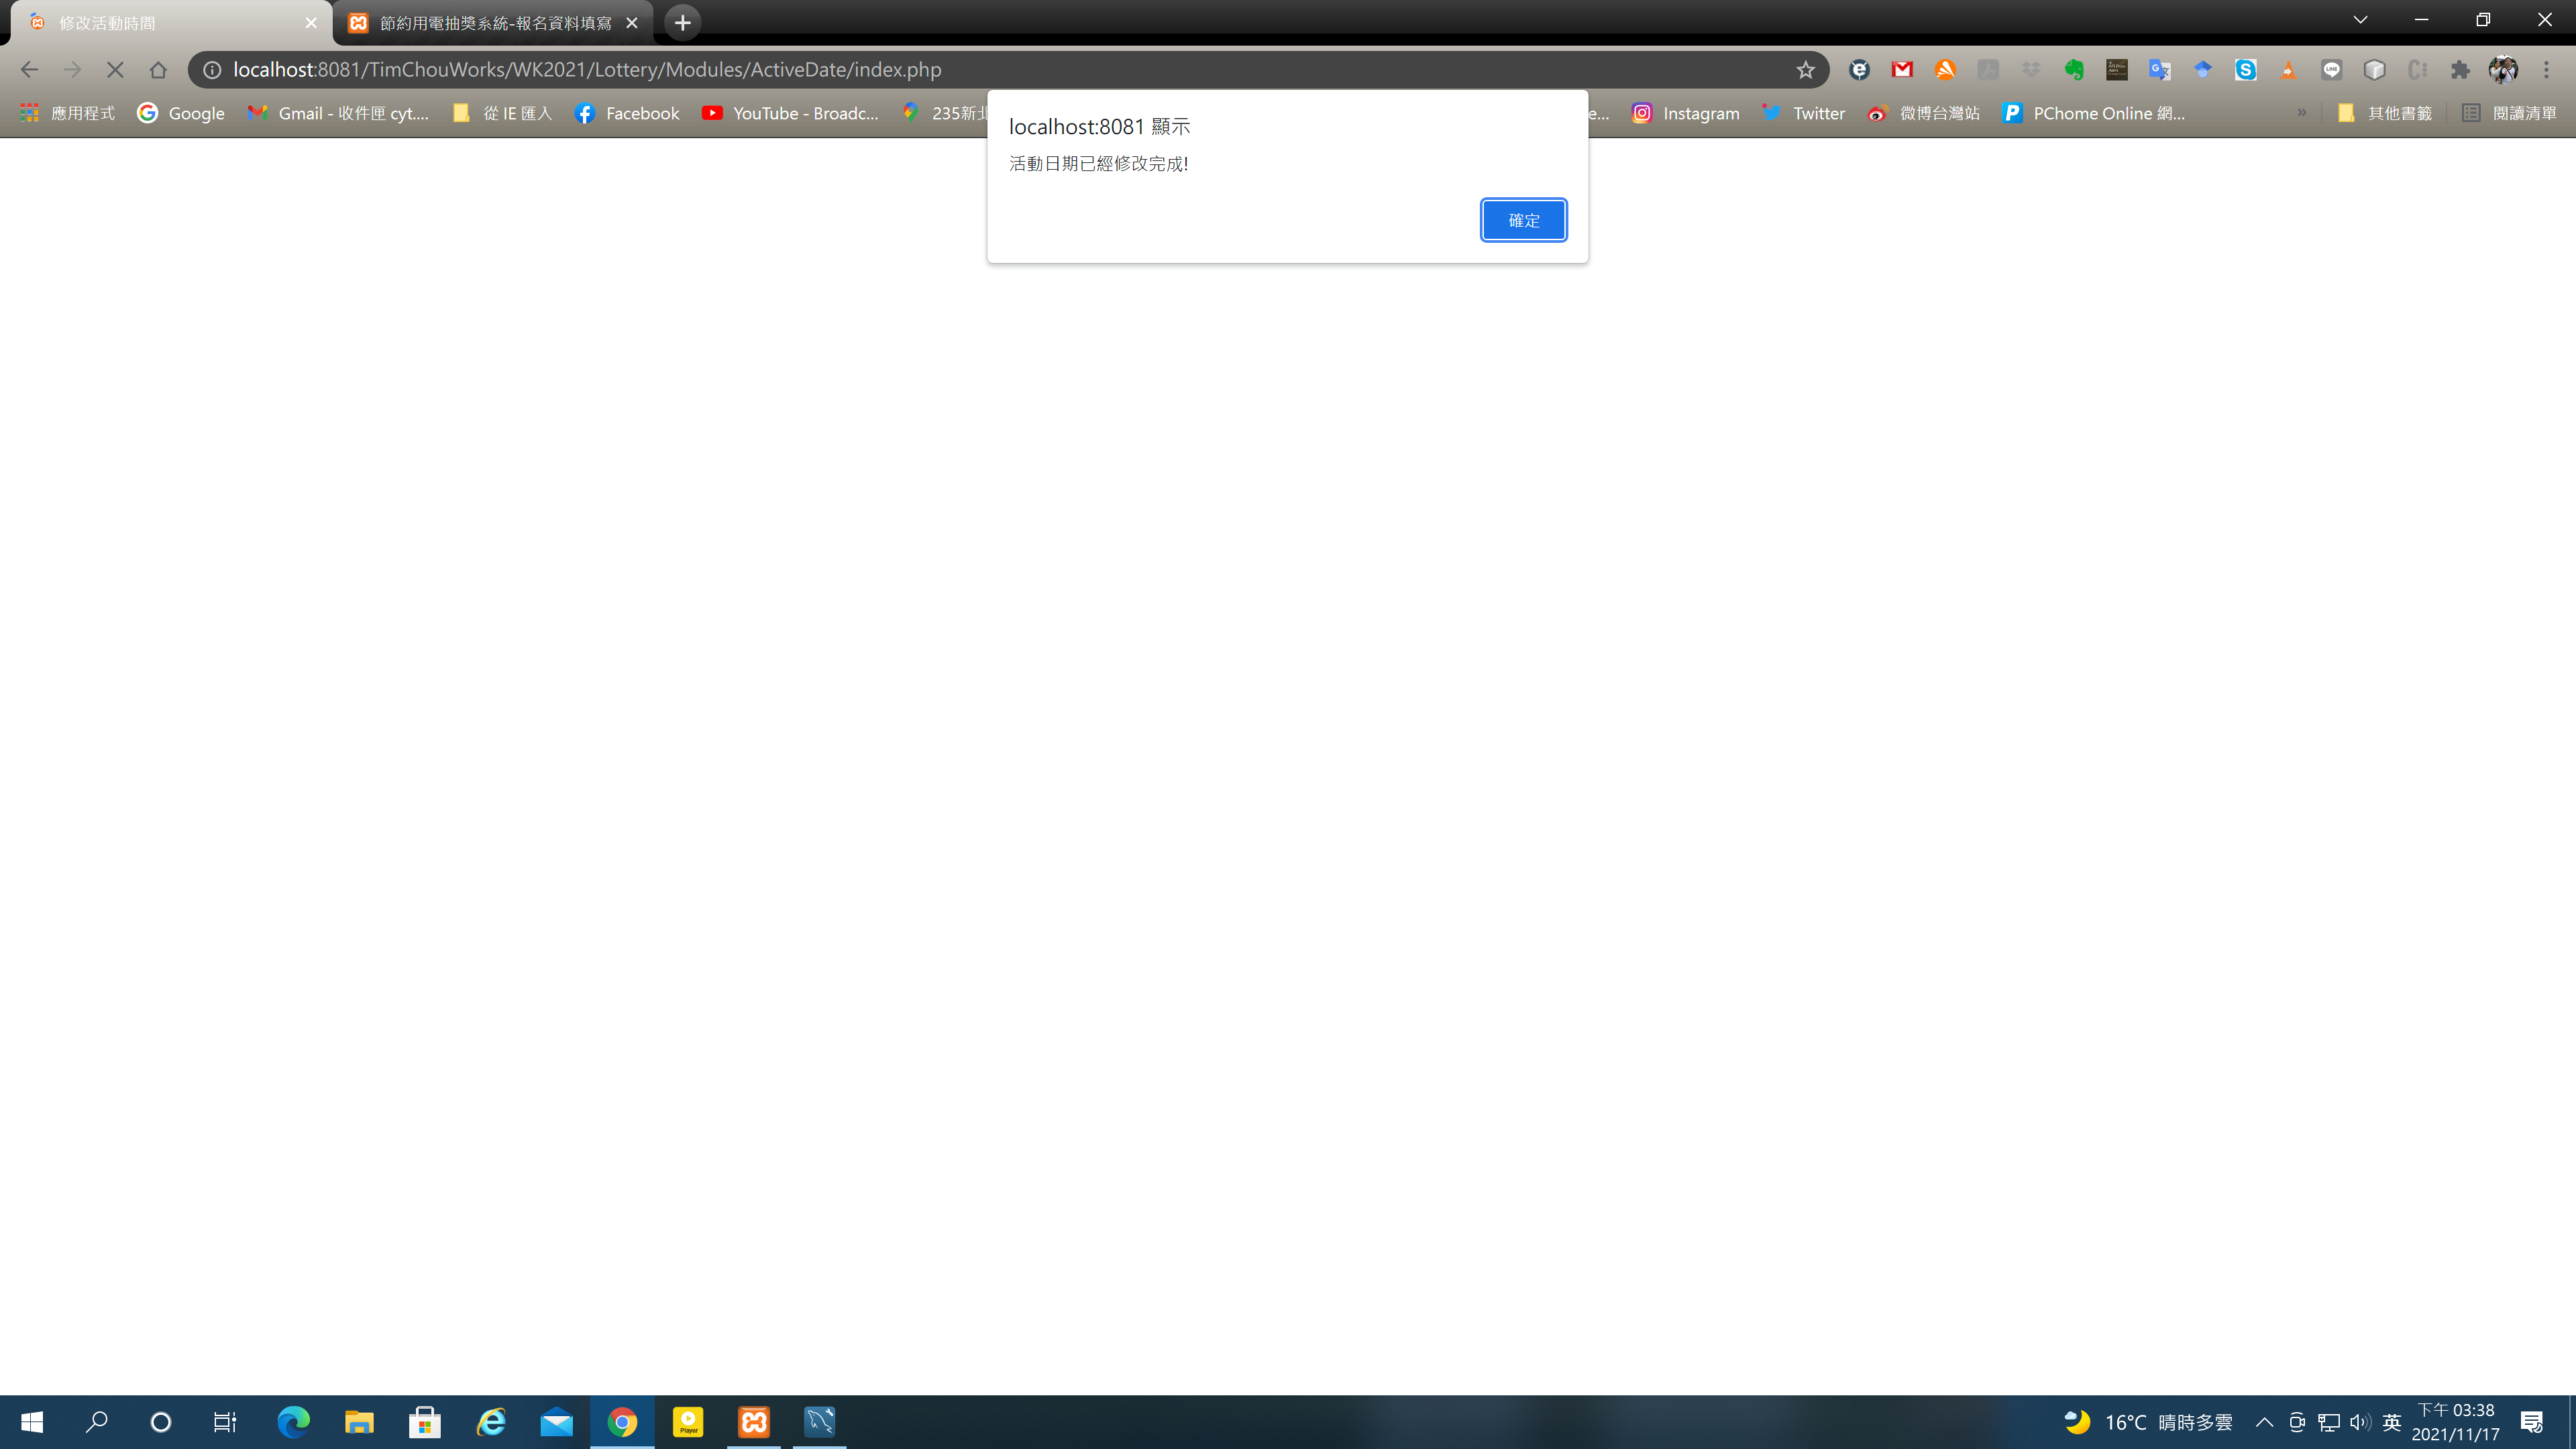 修改活動時間
節約用電抽獎系統-報名資料填寫
localhost:8081/TimChouWorks/WK2021/Lottery/Modules/ActiveDate/index.php
應用程式
Google
Gmail - 收件匣 cyt....
從 IE 匯入
Facebook
YouTube - Broadc...
235新北
e...
Instagram
Twitter
微博台灣站
PChome Online 網...
»
其他書籤
閱讀清單
localhost:8081 顯示
活動日期已經修改完成!
確定
Player
16°C 晴時多雲
英
下午 03:38
2021/11/17